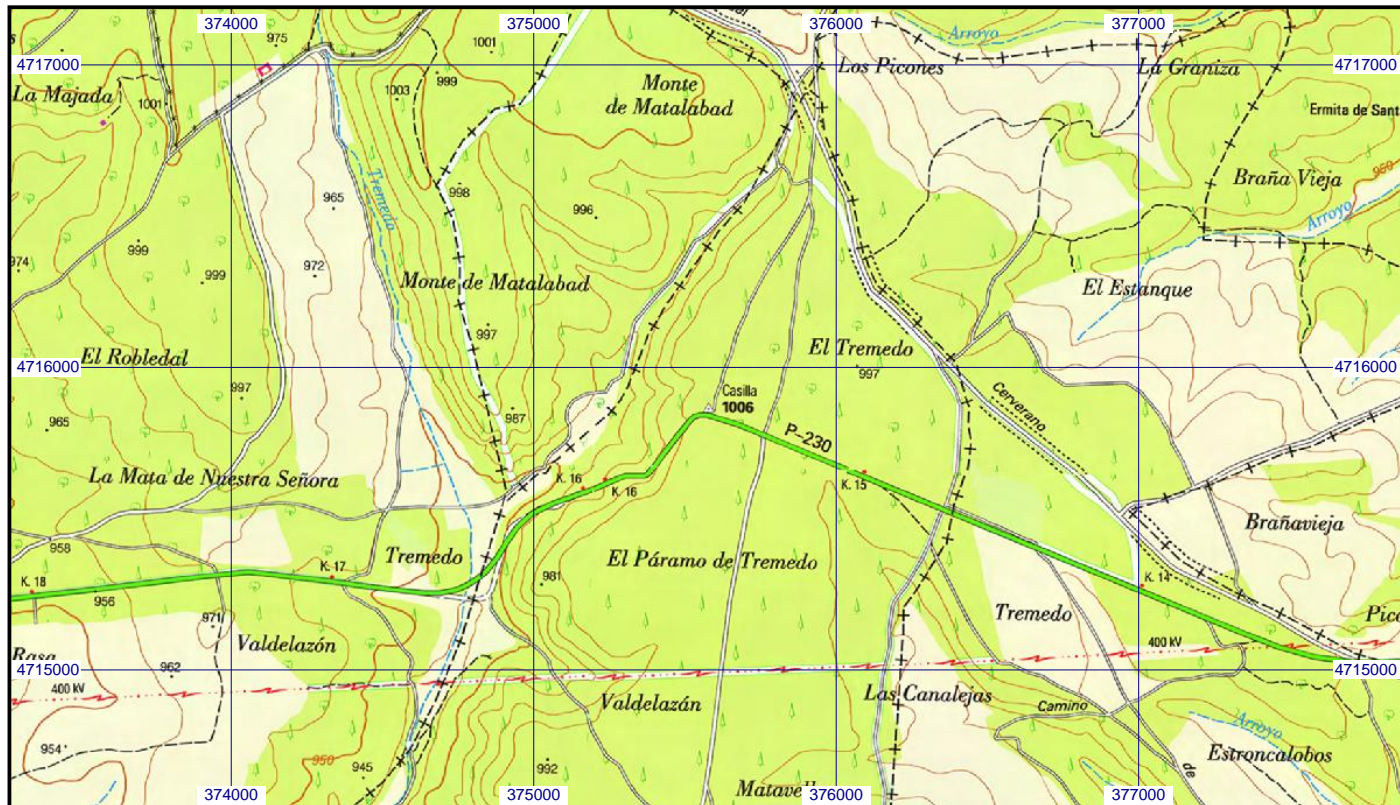 374000
375000
376000
377000
975
1001
Arroyo
4717000
999
1003
Los Picones
La Graniza
4717000
La Majada
1001
Monte
de Matalabad
Ermita de Sant
Tremedo
965
998
996
Braña Vieja
960
Arroyo
999
974
999
972
Monte de Matalabad
El Estanque
997
El Robledal
El Tremedo
4716000
997
4716000
997
987
Casilla
1006
Cerverano
965
P-230
La Mata de Nuestra Señora
K. 16
K. 16
K. 15
Brañavieja
958
Tremedo
El Páramo de Tremedo
K. 18
K. 17
981
K. 14
956
971
Tremedo
Pico
Valdelazón
Rasa
962
400 kV
4715000
4715000
400 kV
Valdelazán
Las Canalejas
Camino
Arroyo
954
950
945
992
Estroncalobos
de
374000
375000
376000
377000